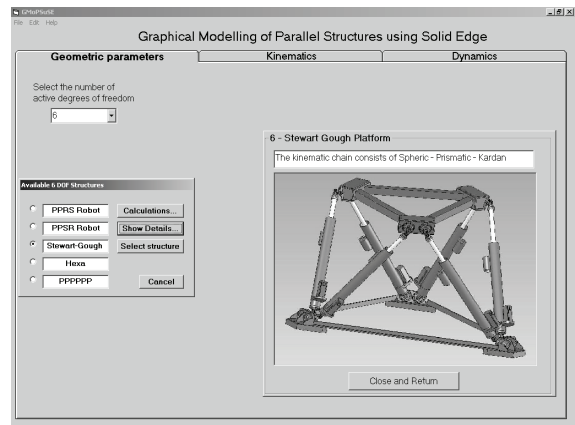 GMoPSuSE
File Edit Help
Graphical Modelling of Parallel Structures using Solid Edge
Geometric parameters
Kinematics
Dynamics
Select the number of
active degrees of freedom
6
6 - Stewart Gough Platform
The kinematic chain consists of Spheric - Prismatic - Kardan
Available 6 DOF Structures
PPRS Robot
Calculations...
PPSR Robot
Show Details...
Stewart-Gough
Select structure
Hexa
PPPPPP
Cancel
Close and Return